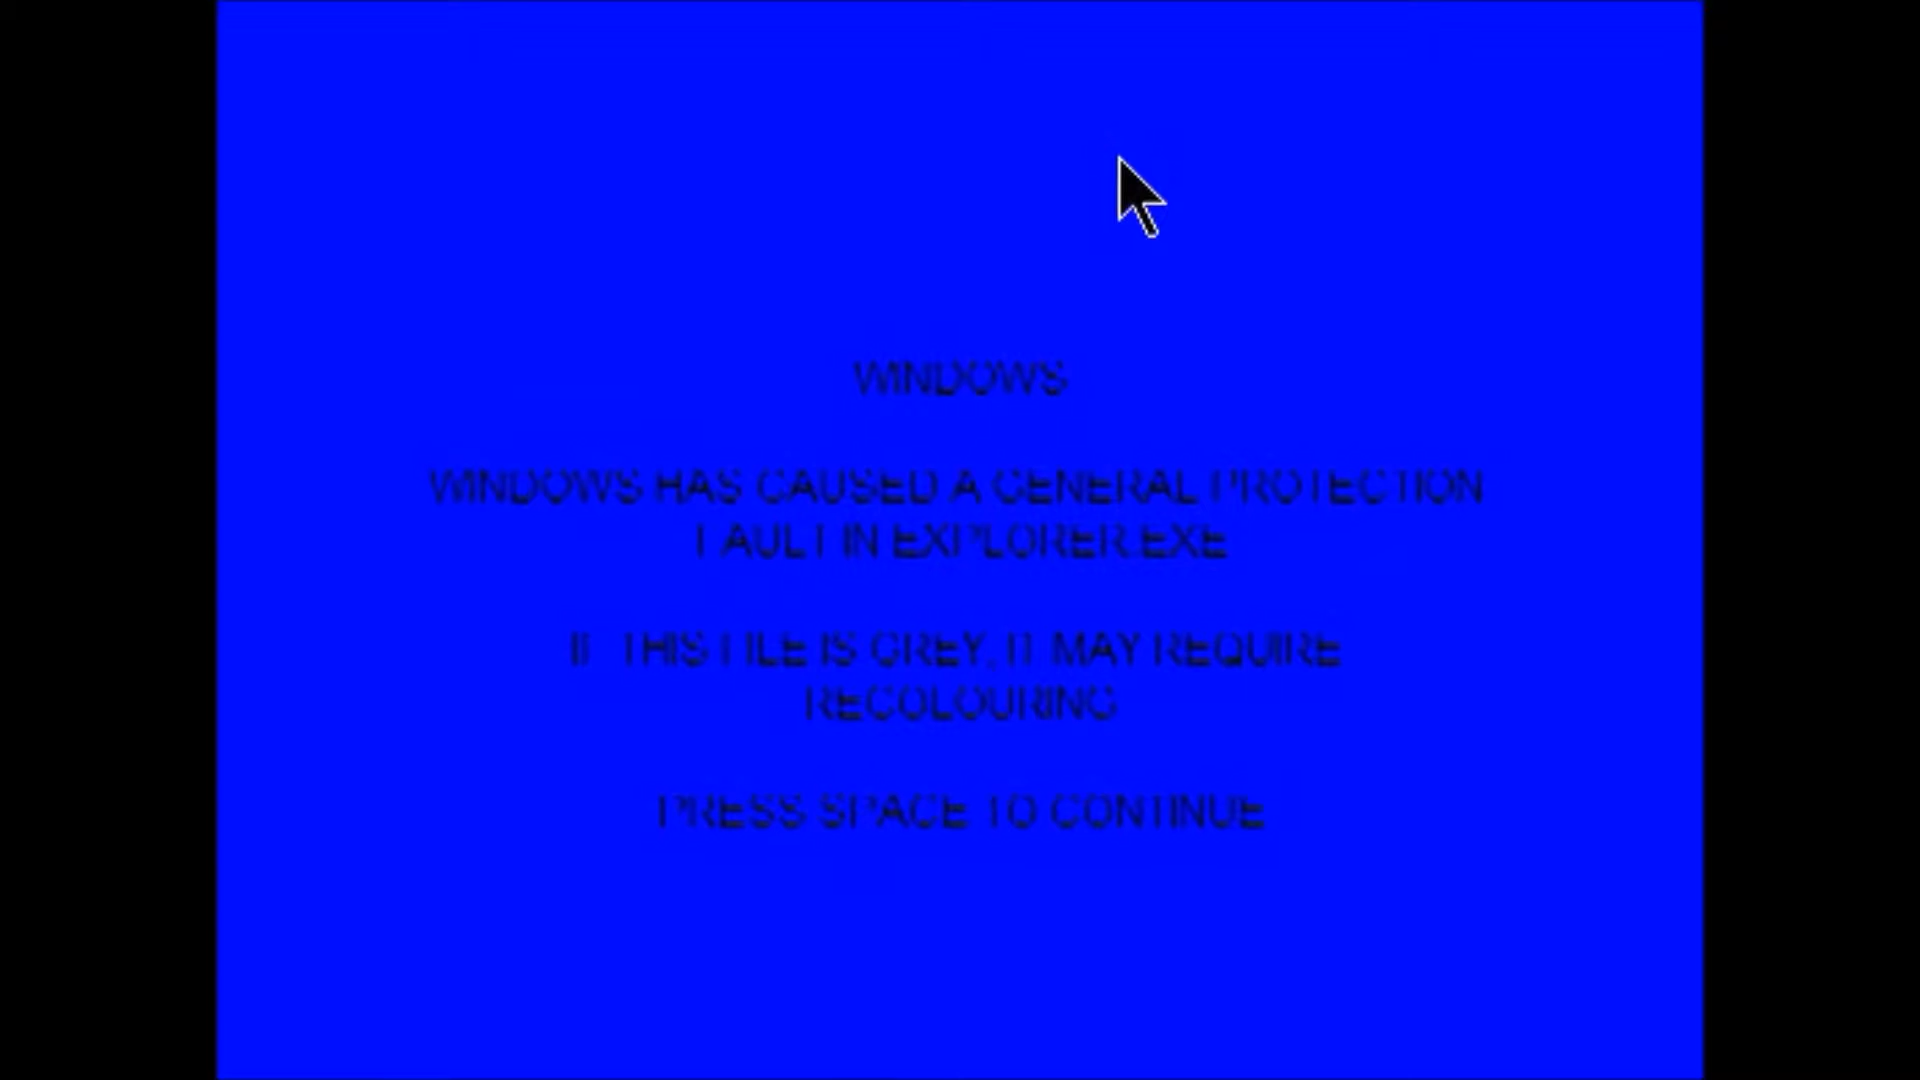 WINDOWS
WINDOWS HAS CAUSED A GENERAL PROTECTION
FAULT IN EXPLORER.EXE
IF THIS FILE IS GREY, IT MAY REQUIRE
RECOLOURING
PRESS SPACE TO CONTINUE